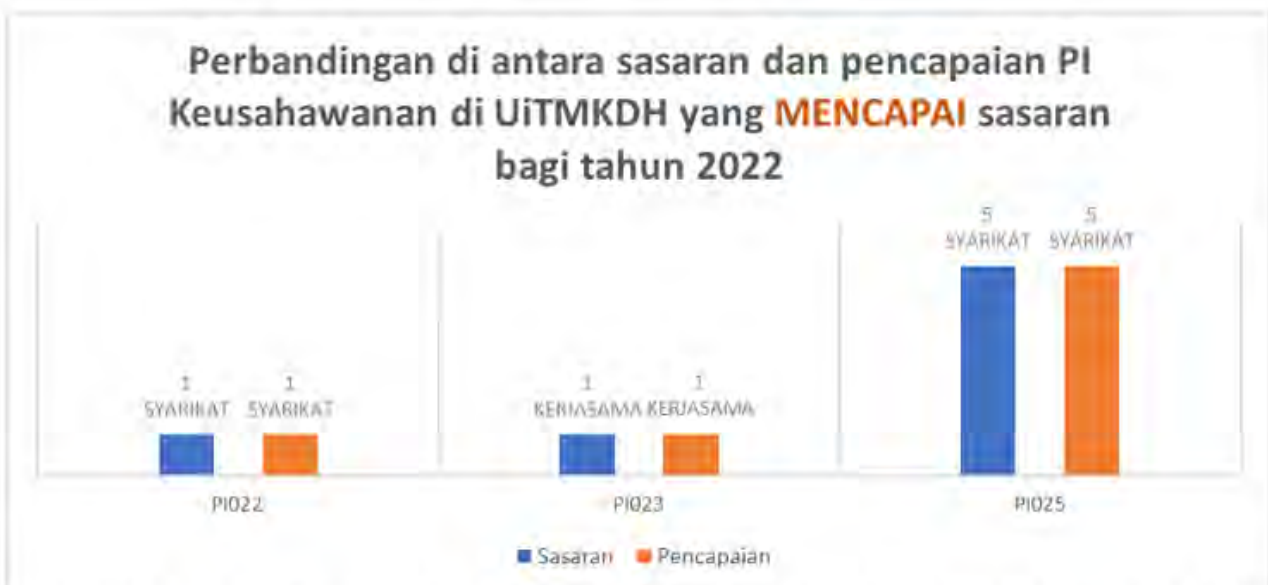 Perbandingan di antara sasaran dan pencapaian PI
Keusahawanan di UiTMKDH yang MENCAPAI sasaran
bagi tahun 2022
5 5
SYARIKAT SYARIKAT
1 1
SYARIKAT SYARIKAT
1 1
KERJASAMA KERJASAMA
PI022 PI023 PI025
Sasaran Pencapaian